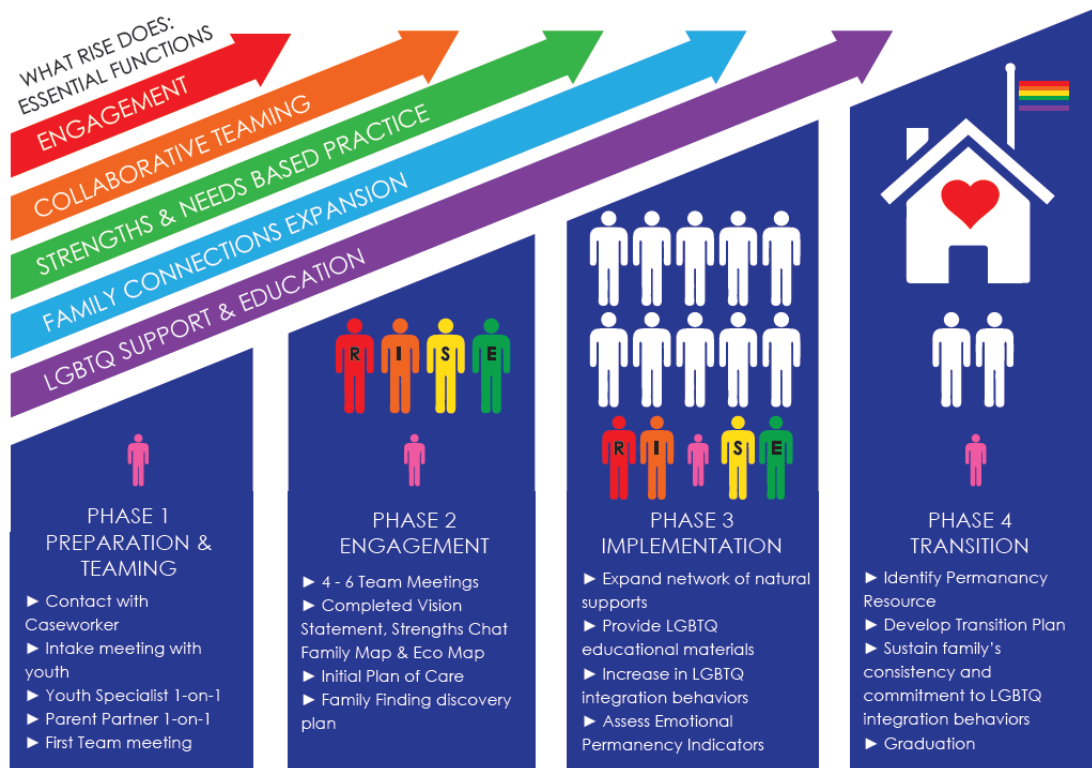 WHAT RISE DOES:
ESSENTIAL FUNCTIONS
ENGAGEMENT
COLLABORATIVE TEAMING
STRENGTHS & NEEDS BASED PRACTICE
FAMILY CONNECTIONS EXPANSION
LGBTQ SUPPORT & EDUCATION
PHASE 1
PREPARATION &
TEAMING
► Contact with
Caseworker
► Intake meeting with
youth
► Youth Specialist 1-on-1
► Parent Partner 1-on-1
► First Team meeting
R I S E
PHASE 2
ENGAGEMENT
► 4 - 6 Team Meetings
► Completed Vision
Statement, Strengths Chat
Family Map & Eco Map
► Initial Plan of Care
► Family Finding discovery
plan
R I S E
PHASE 3
IMPLEMENTATION
► Expand network of natural
supports
► Provide LGBTQ
educational materials
► Increase in LGBTQ
integration behaviors
► Assess Emotional
Permanency Indicators
PHASE 4
TRANSITION
► Identify Permanancy
Resource
► Develop Transition Plan
► Sustain family's
consistency and
commitment to LGBTQ
integration behaviors
► Graduation